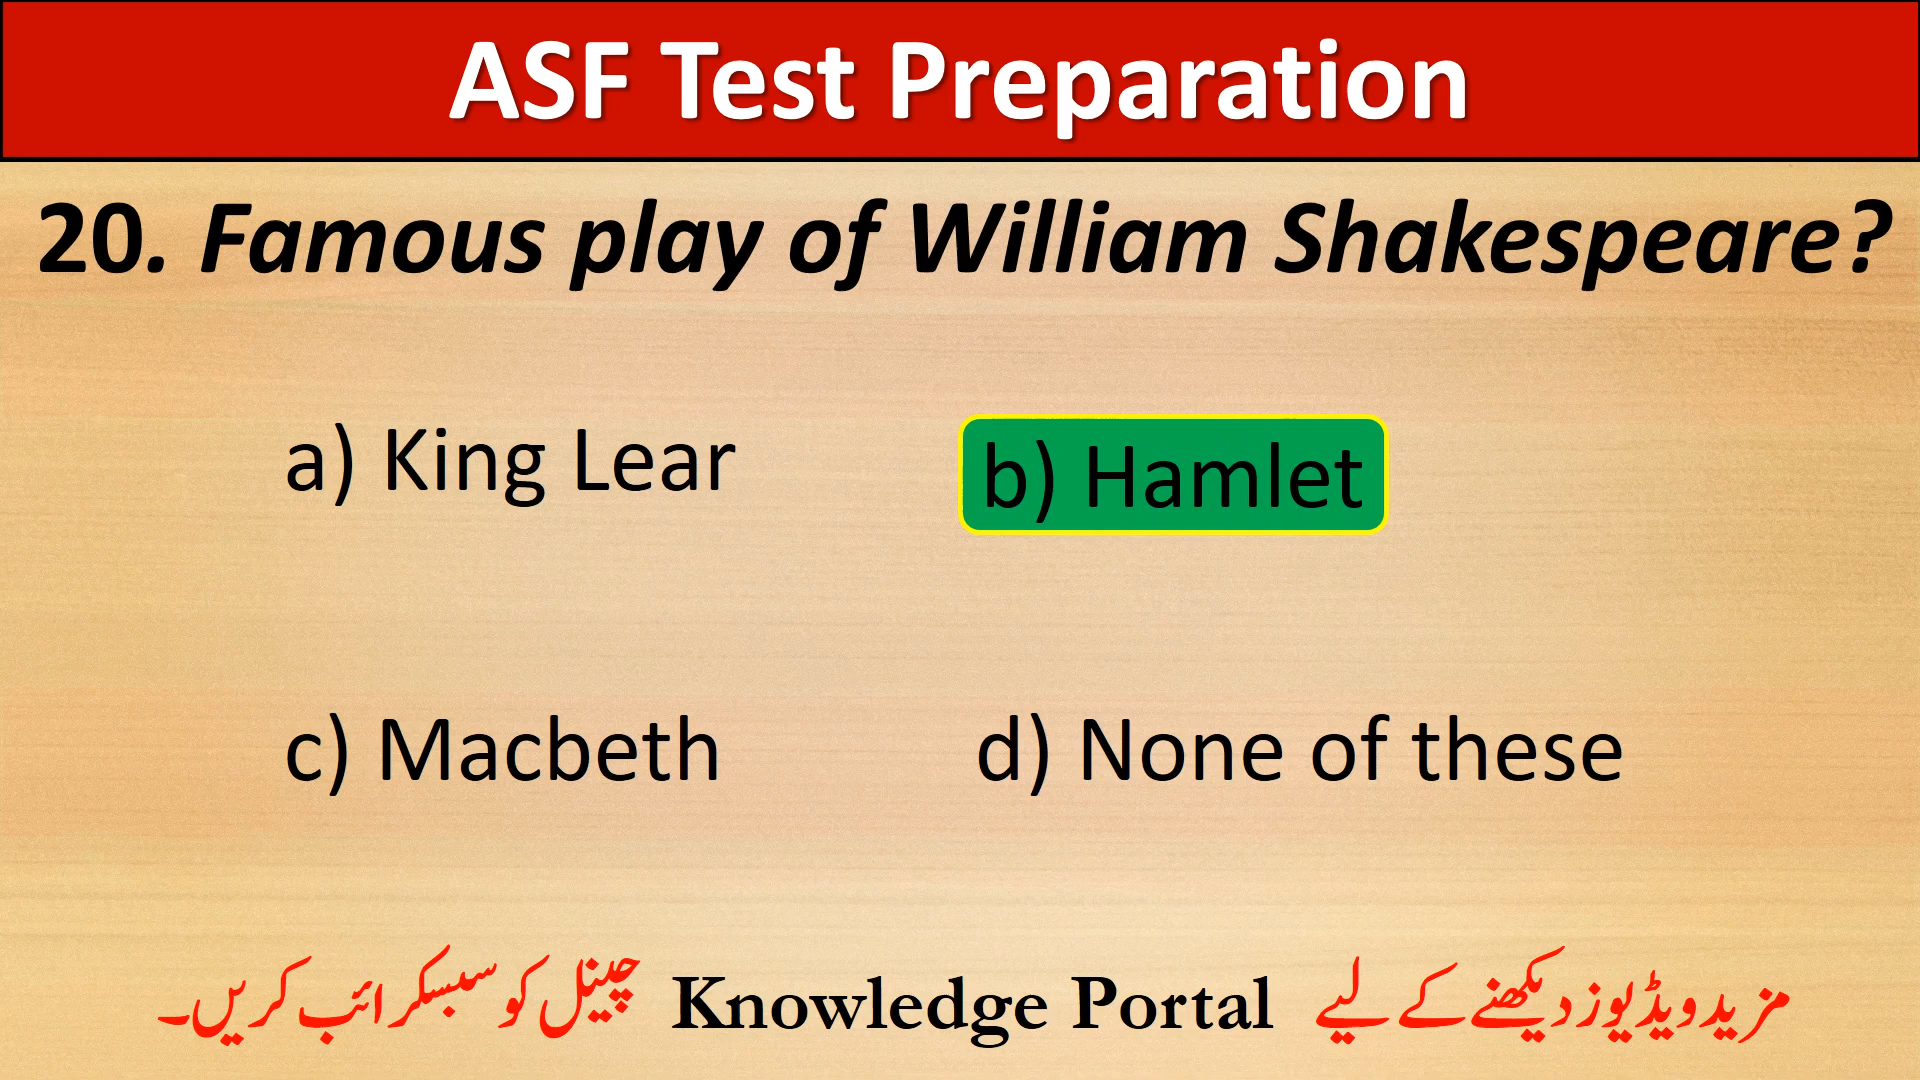 ASF Test Preparation
20. Famous play of William Shakespeare?
a) King Lear
b) Hamlet
c) Macbeth
d) None of these
مزید ویڈیوز دیکھنے کے لیے Knowledge Portal چینل کو سبسکرائب کریں۔